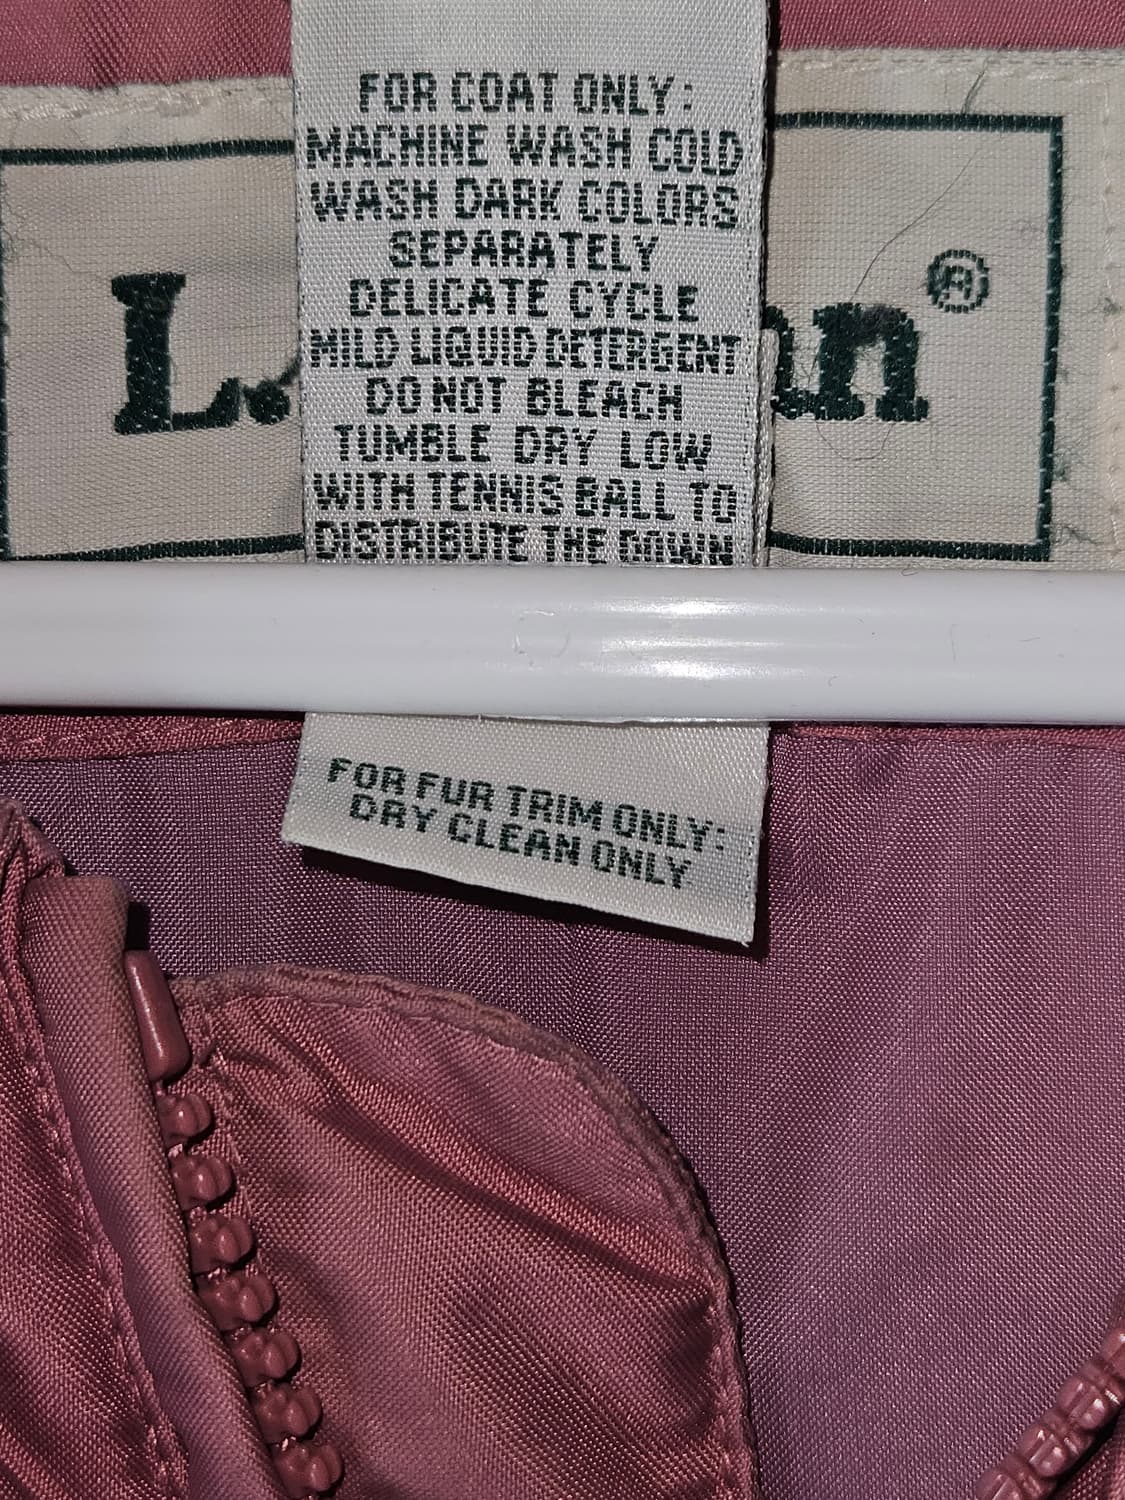 FOR COAT ONLY:
MACHINE WASH COLD
WASH DARK COLORS
SEPARATELY
DELICATE CYCLE
MILD LIQUID DETERGENT
DO NOT BLEACH
TUMBLE DRY LOW
WITH TENNIS BALL TO
DISTRIBUTE THE DOWN
L. an®
FOR FUR TRIM ONLY:
DRY CLEAN ONLY